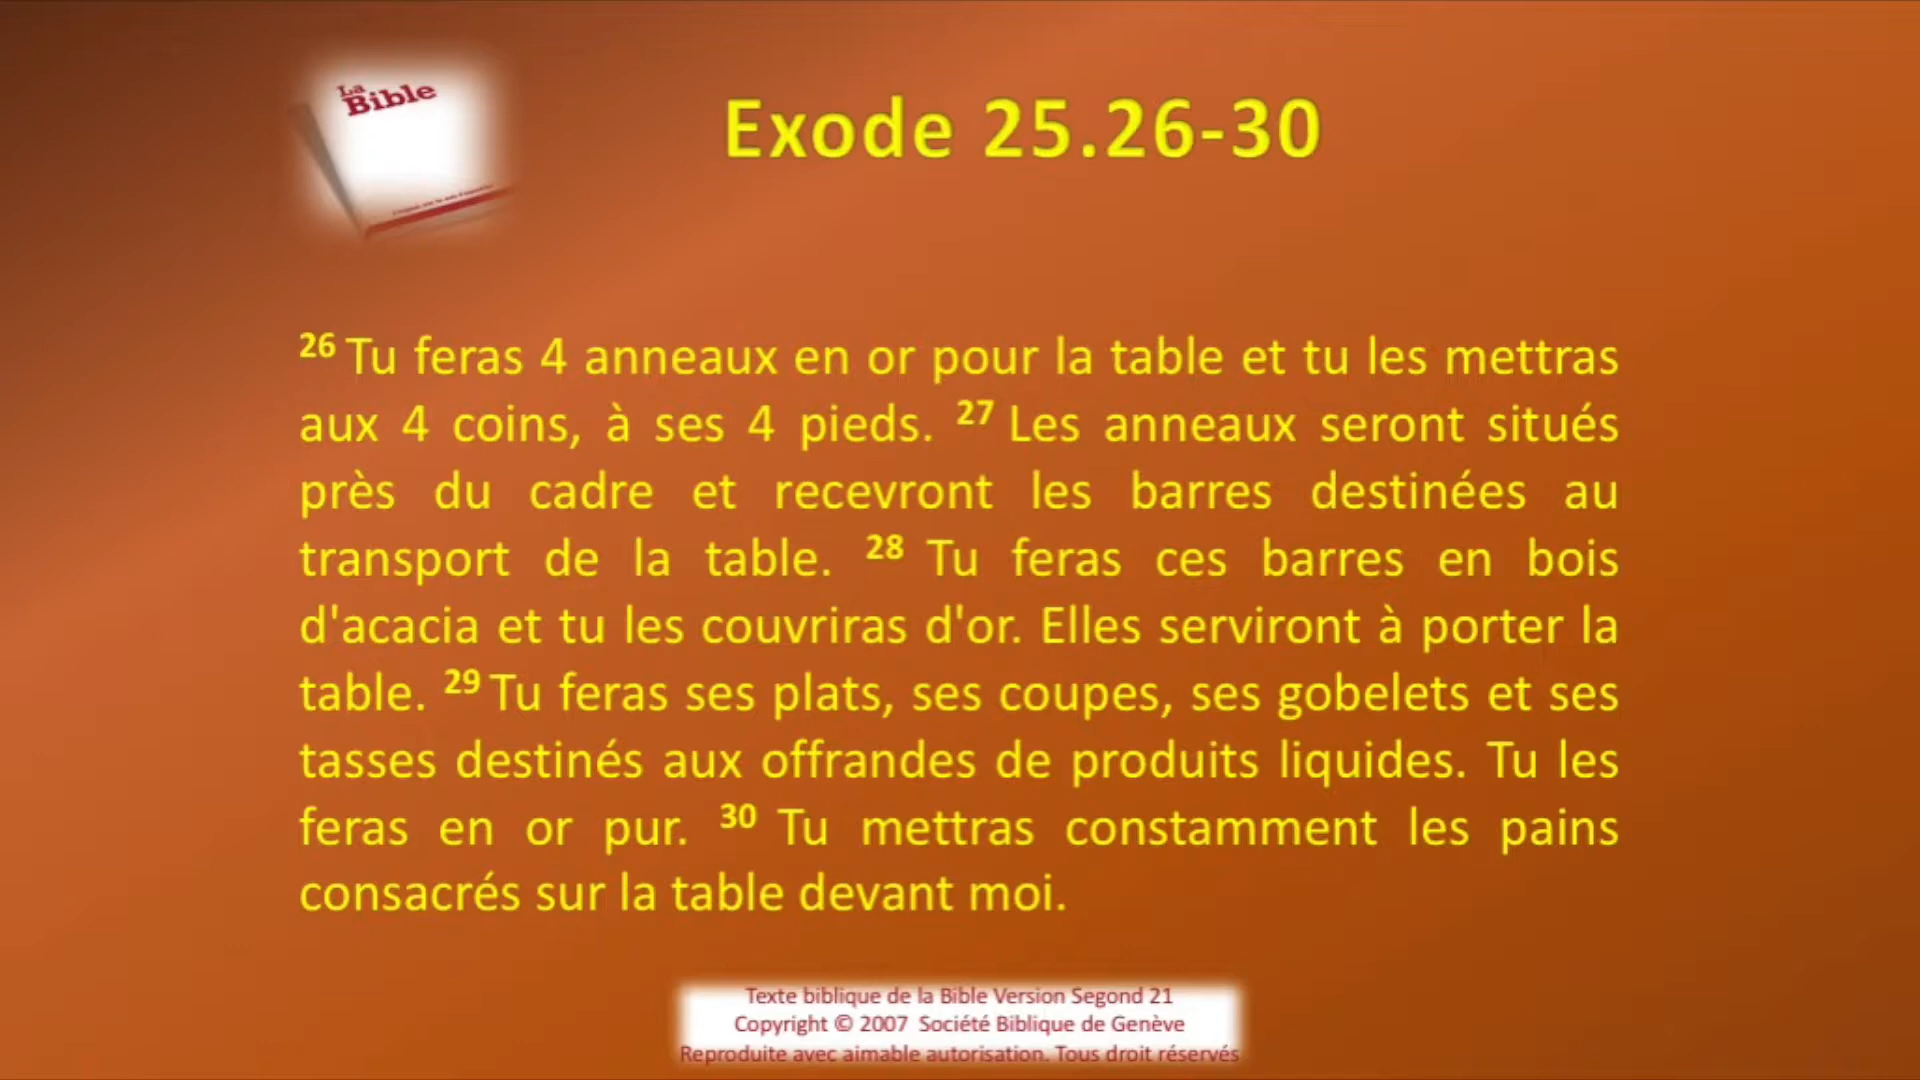 La
Bible
Exode 25.26-30
26 Tu feras 4 anneaux en or pour la table et tu les mettras
aux 4 coins, à ses 4 pieds. 27 Les anneaux seront situés
près du cadre et recevront les barres destinées au
transport de la table. 28 Tu feras ces barres en bois
d'acacia et tu les couvriras d'or. Elles serviront à porter la
table. 29 Tu feras ses plats, ses coupes, ses gobelets et ses
tasses destinés aux offrandes de produits liquides. Tu les
feras en or pur. 30 Tu mettras constamment les pains
consacrés sur la table devant moi.
Texte biblique de la Bible Version Segond 21
Copyright © 2007 Société Biblique de Genève
Reproduite avec aimable autorisation. Tous droit réservés